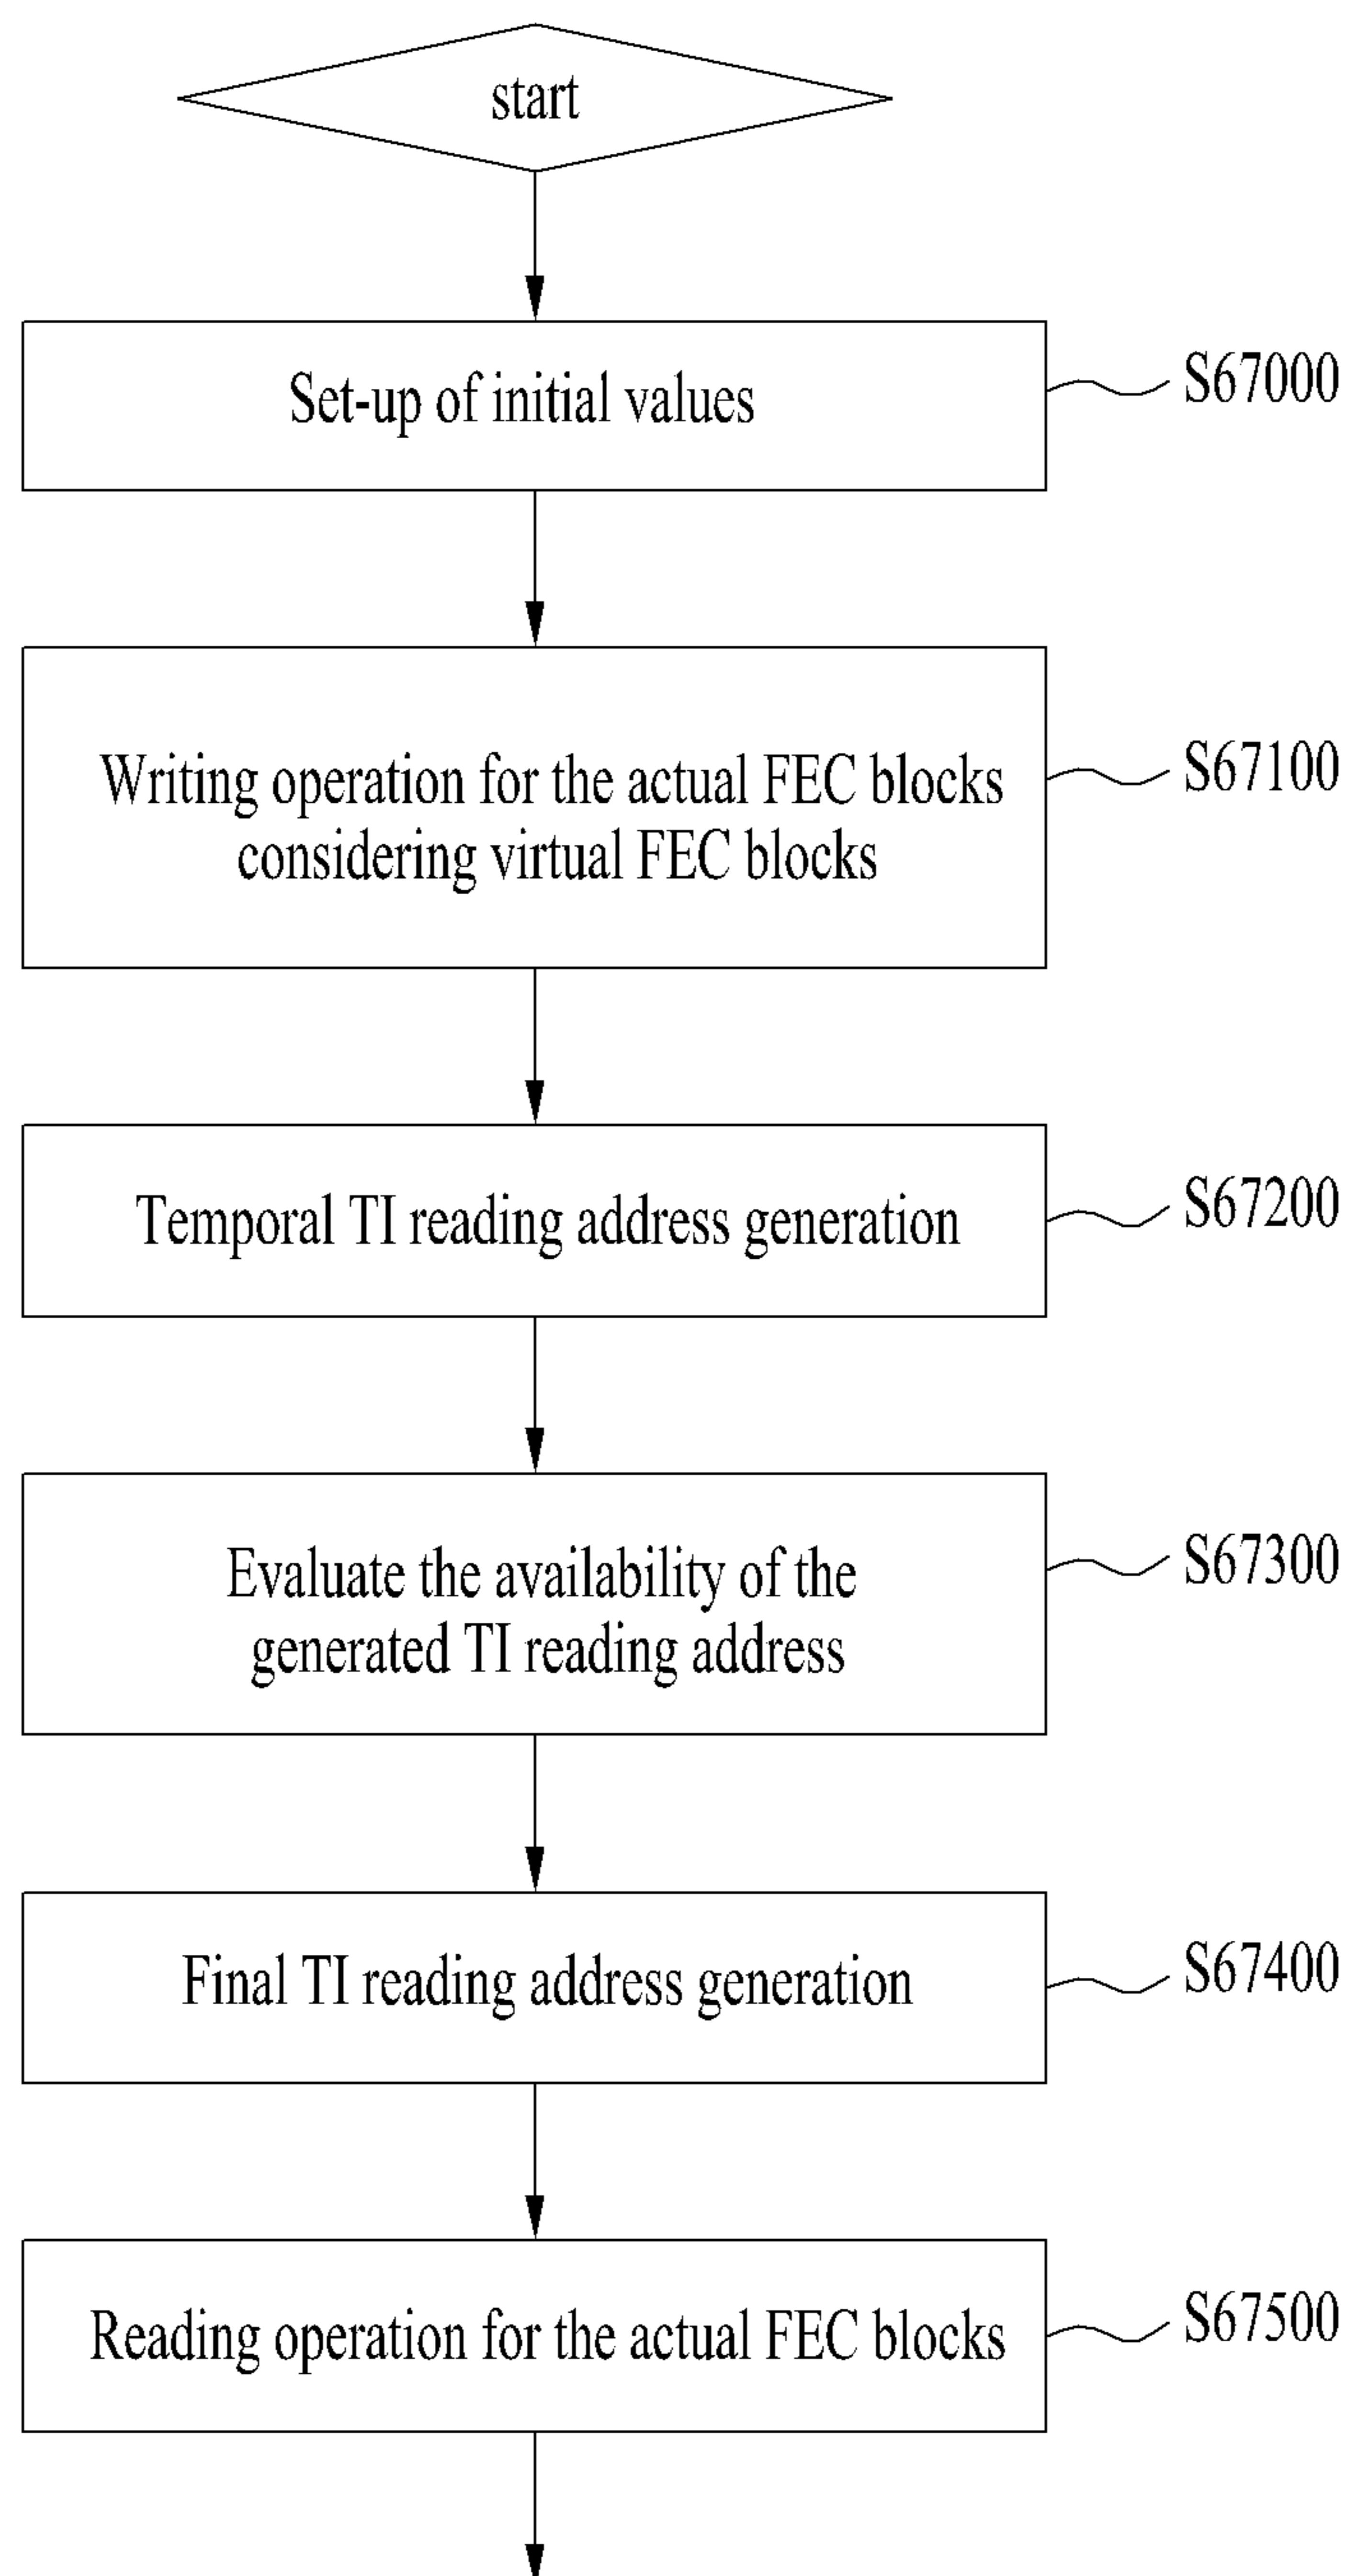 start
Set-up of initial values
S67000
Writing operation for the actual FEC blocks
considering virtual FEC blocks
S67100
Temporal TI reading address generation
S67200
Evaluate the availability of the
generated TI reading address
S67300
Final TI reading address generation
S67400
Reading operation for the actual FEC blocks
S67500